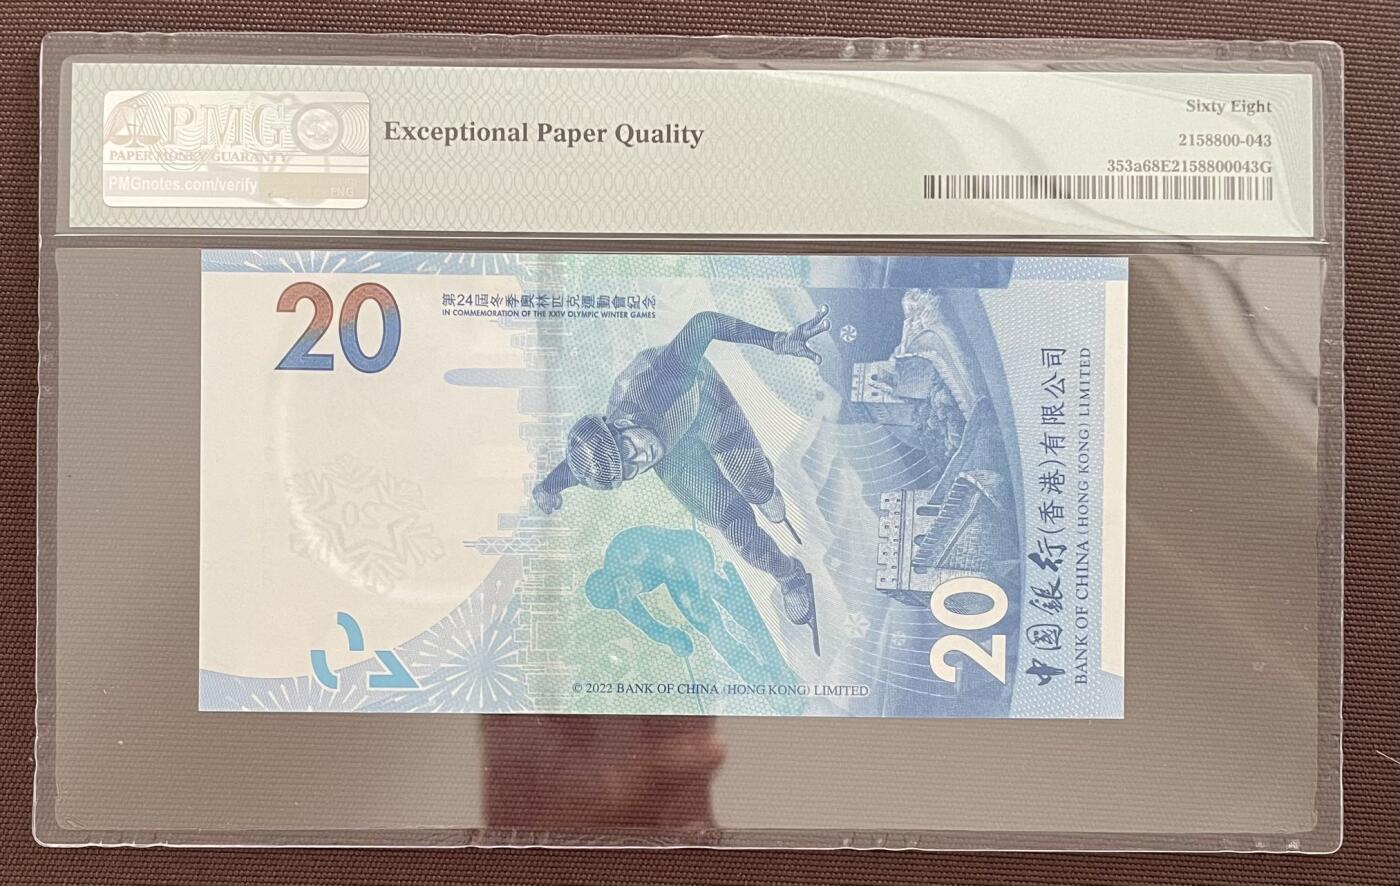 PMG
PAPER MONEY GUARANTY
PMGnotes.com/verify
ENG
Exceptional Paper Quality
Sixty Eight
2158800-043
353a68E2158800043G
20
第24屆冬季奧林匹克運動會紀念
IN COMMEMORATION OF THE XXIV OLYMPIC WINTER GAMES
中國銀行(香港)有限公司
BANK OF CHINA (HONG KONG) LIMITED
20
© 2022 BANK OF CHINA (HONG KONG) LIMITED